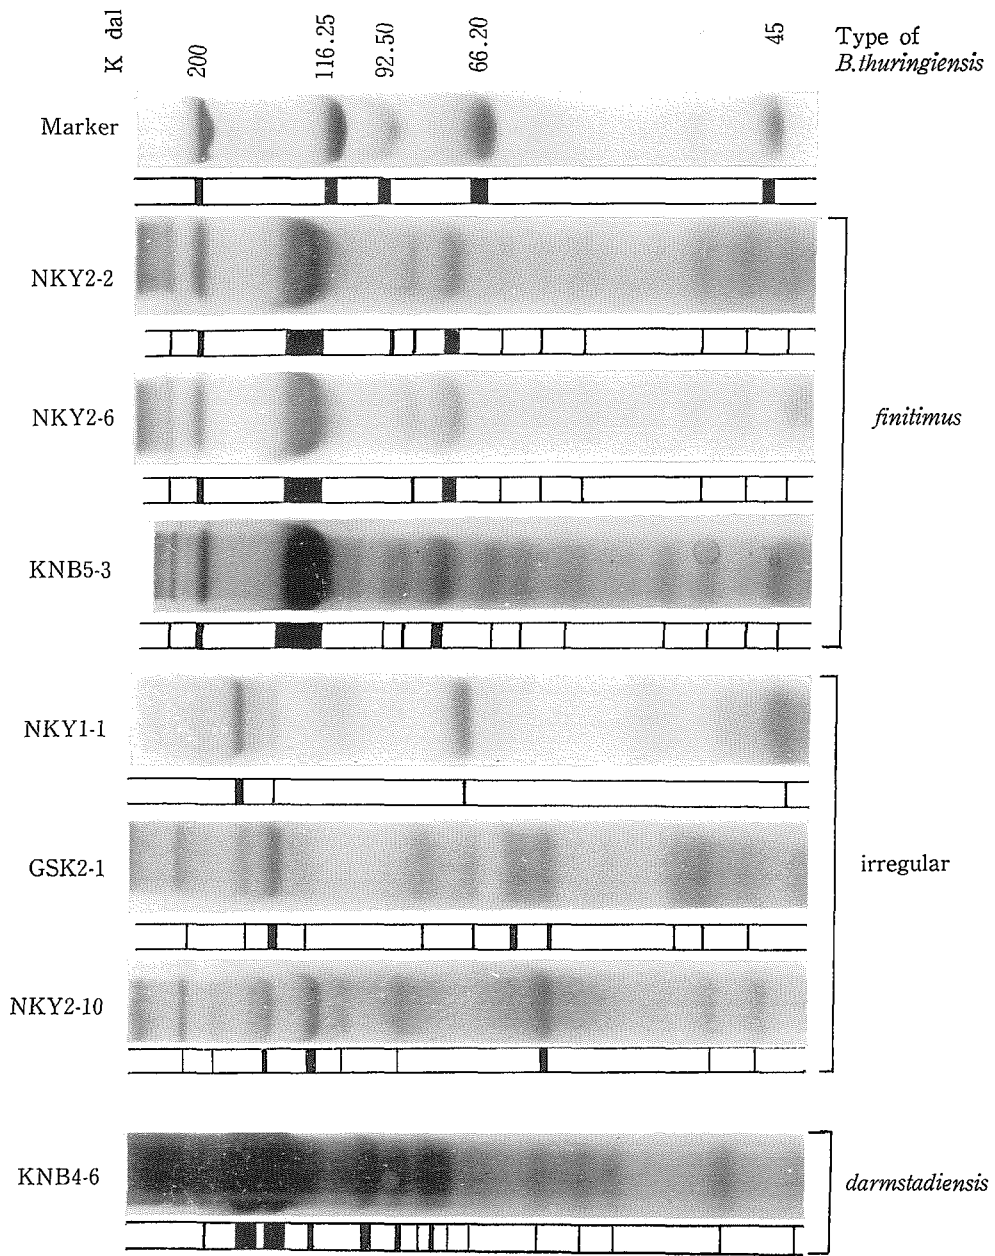 K dal 200 116.25 92.50 66.20 45
Type of
B.thuringiensis
Marker
NKY2-2
NKY2-6
finitimus
KNB5-3
NKY1-1
GSK2-1
irregular
NKY2-10
KNB4-6
darmstadiensis